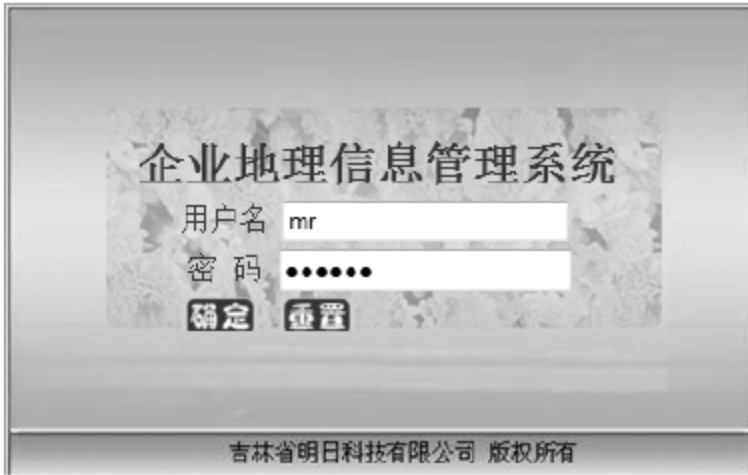 企业地理信息管理系统
用户名 mr
密 码 ●●●●●●
确定 重置
吉林省明日科技有限公司 版权所有